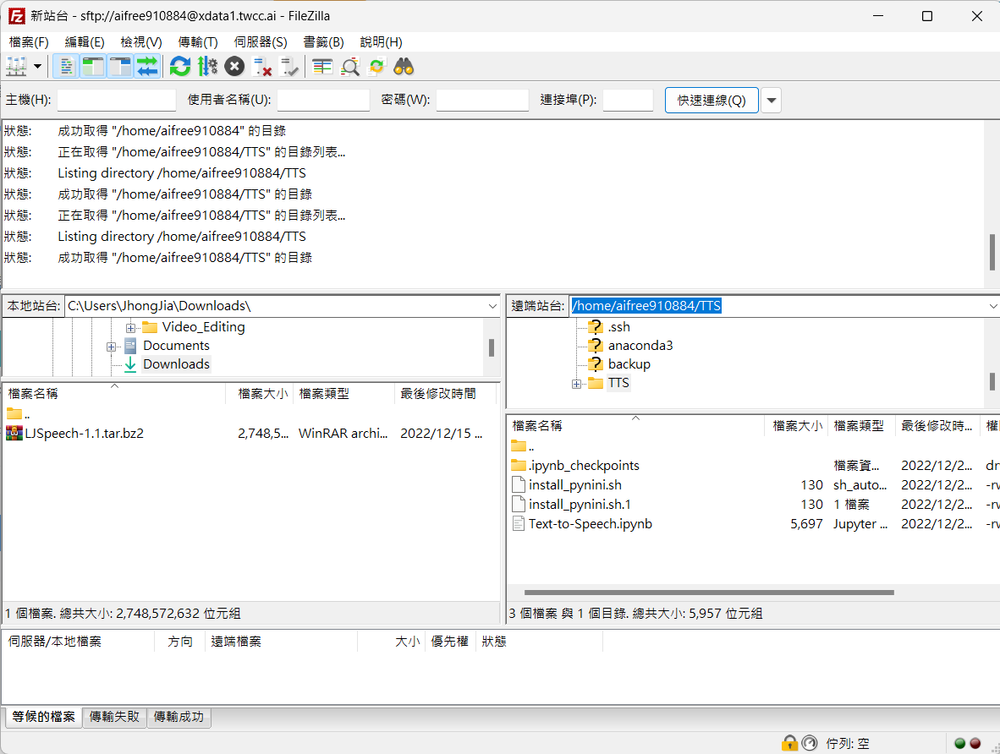 新站台 - sftp://aifree910884@xdata1.twcc.ai - FileZilla
檔案(F) 編輯(E) 檢視(V) 傳輸(T) 伺服器(S) 書籤(B) 說明(H)
主機(H): 使用者名稱(U): 密碼(W): 連接埠(P): 快速連線(Q)
狀態: 成功取得 "/home/aifree910884" 的目錄
狀態: 正在取得 "/home/aifree910884/TTS" 的目錄列表...
狀態: Listing directory /home/aifree910884/TTS
狀態: 成功取得 "/home/aifree910884/TTS" 的目錄
狀態: 正在取得 "/home/aifree910884/TTS" 的目錄列表...
狀態: Listing directory /home/aifree910884/TTS
狀態: 成功取得 "/home/aifree910884/TTS" 的目錄
本地站台: C:\Users\JhongJia\Downloads\
Video_Editing
Documents
Downloads
檔案名稱 檔案大小 檔案類型 最後修改時間
..
LJSpeech-1.1.tar.bz2 2,748,5... WinRAR archi... 2022/12/15 ...
1 個檔案. 總共大小: 2,748,572,632 位元組
遠端站台: /home/aifree910884/TTS
.ssh
anaconda3
backup
TTS
檔案名稱 檔案大小 檔案類型 最後修改時... 權
..
.ipynb_checkpoints 檔案資... 2022/12/2... dr
install_pynini.sh 130 sh_auto... 2022/12/2... -rw
install_pynini.sh.1 130 1 檔案 2022/12/2... -rw
Text-to-Speech.ipynb 5,697 Jupyter ... 2022/12/2... -rw
3 個檔案 與 1 個目錄. 總共大小: 5,957 位元組
伺服器/本地檔案 方向 遠端檔案 大小 優先權 狀態
等候的檔案 傳輸失敗 傳輸成功
佇列: 空